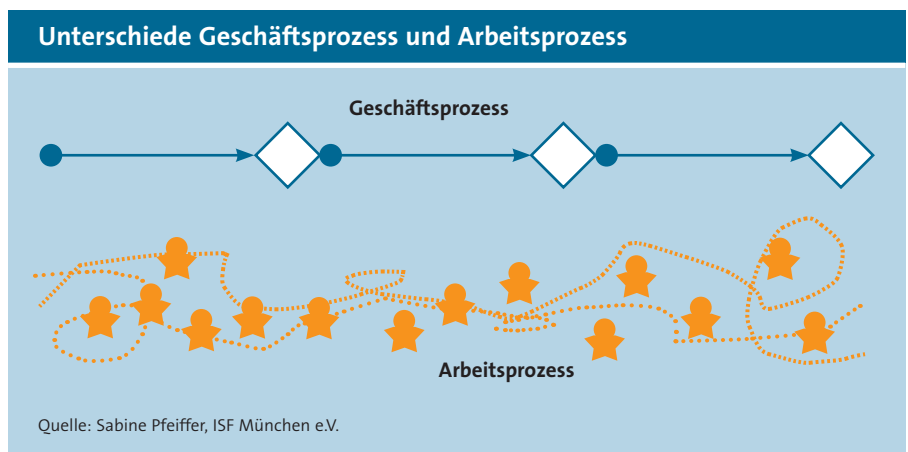 Unterschiede Geschäftsprozess und Arbeitsprozess
Geschäftsprozess
Arbeitsprozess
Quelle: Sabine Pfeiffer, ISF München e.V.